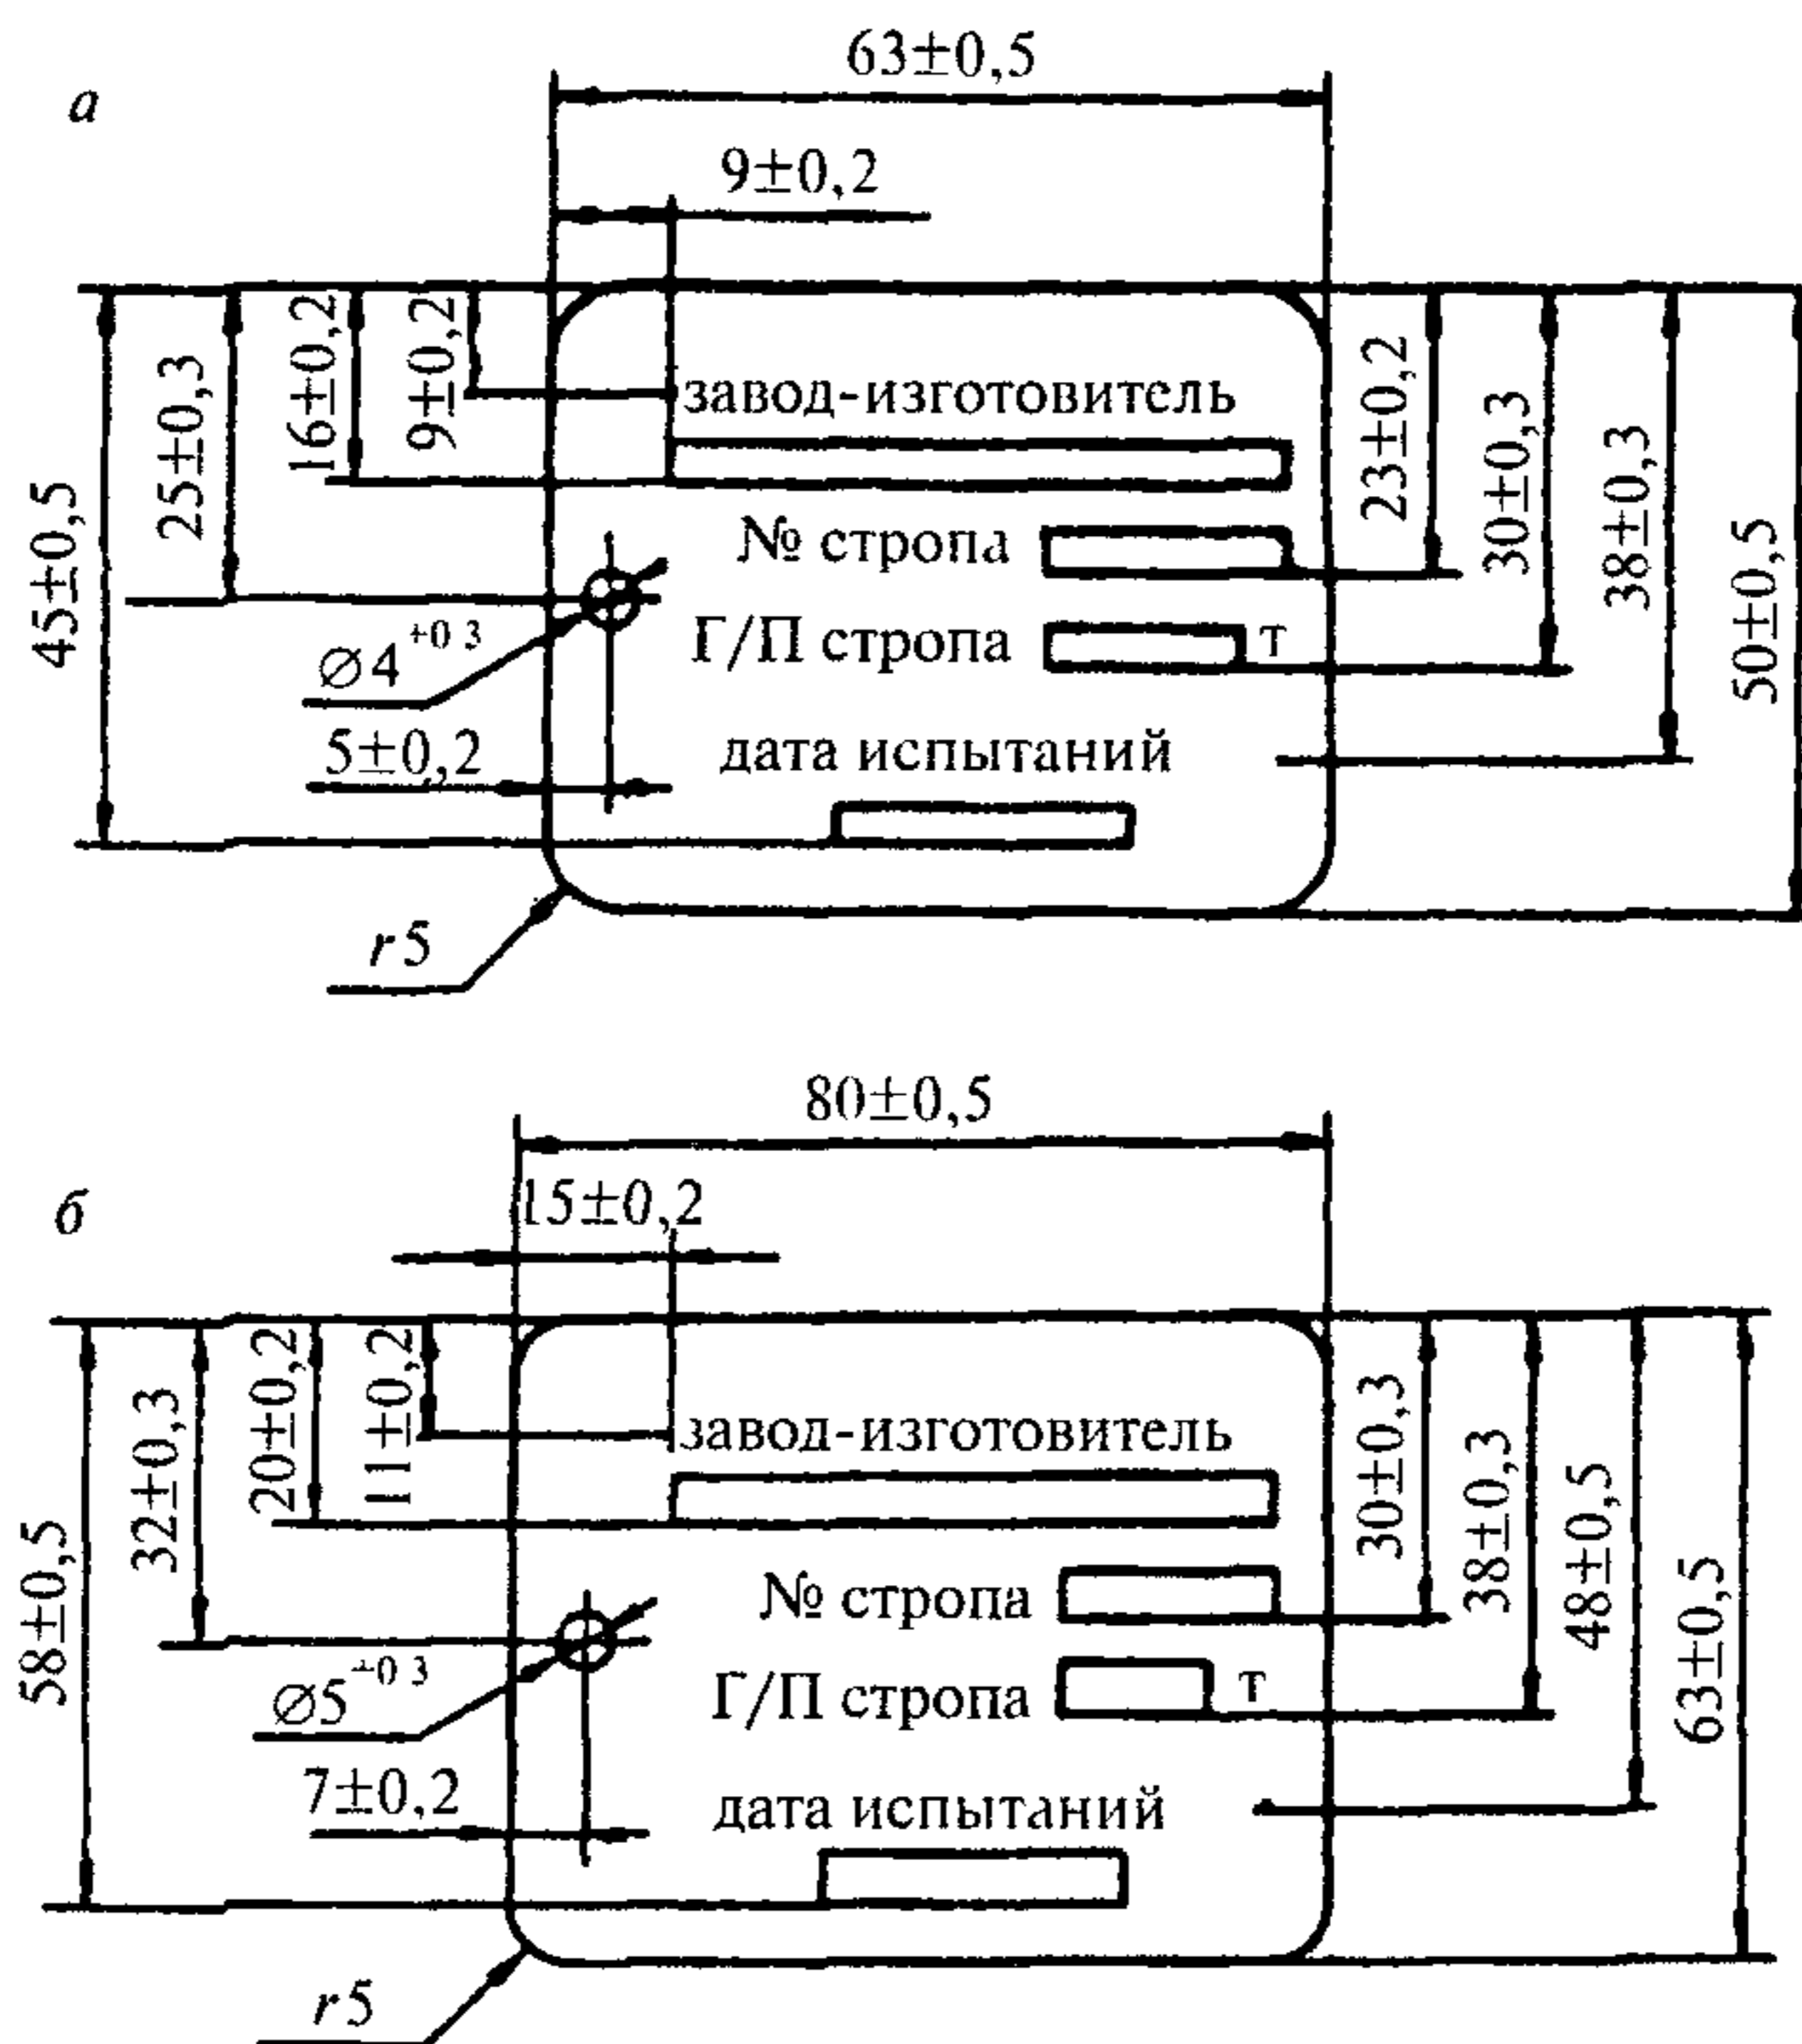 а
63±0,5
9±0,2
45±0,5
25±0,3
16±0,2
9±0,2
завод-изготовитель
23±0,2
30±0,3
38±0,3
50±0,5
№ стропа
Г/П стропа т
∅4 +0 3
5±0,2
дата испытаний
r5
80±0,5
б
15±0,2
58±0,5
32±0,3
20±0,2
11±0,2
завод-изготовитель
30±0,3
38±0,3
48±0,5
63±0,5
№ стропа
Г/П стропа т
∅5 +0 3
7±0,2
дата испытаний
r5